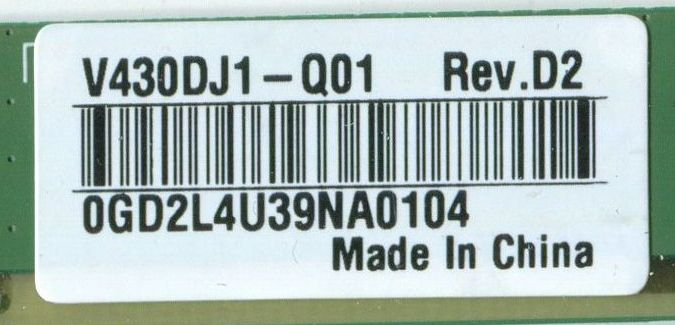 V430DJ1-Q01 Rev.D2
0GD2L4U39NA0104
Made In China